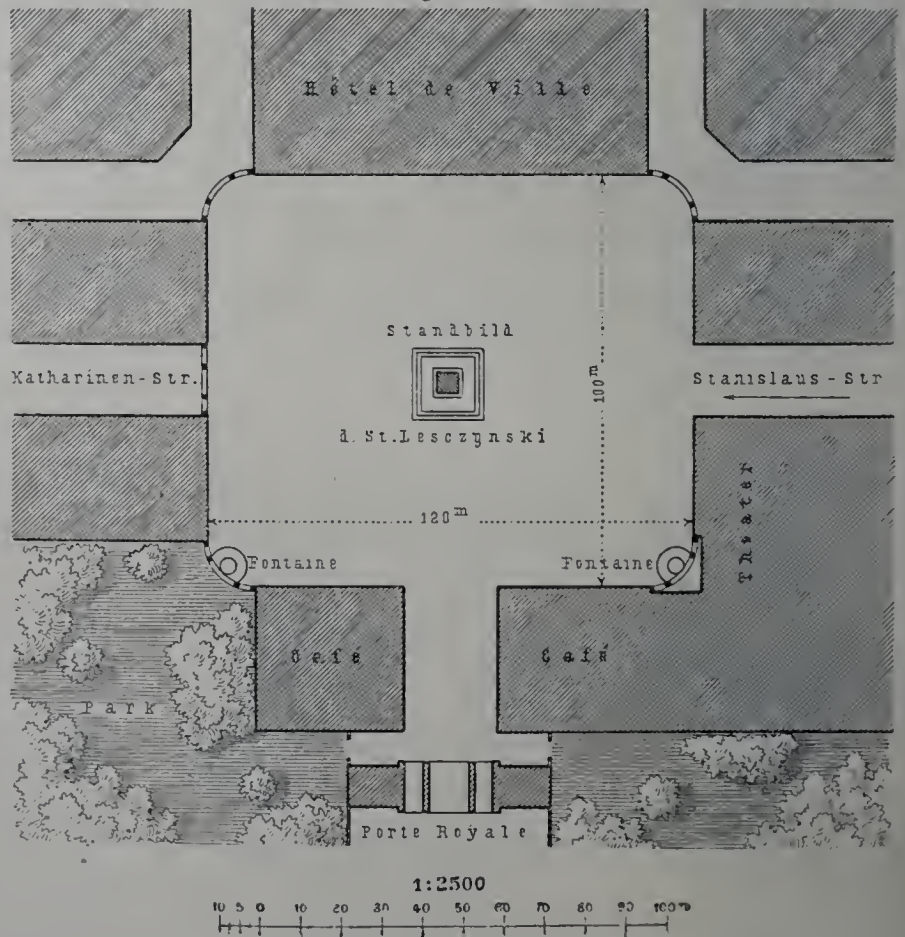 Hôtel de Ville
Standbild
Katharinen-Str.
Stanislaus-Str
100m
d. St. Lesczynski
120m
Fontaine
Fontaine
Theater
Café
Café
Park
Porte Royale
1:2500
10 5 0 10 20 30 40 50 60 70 80 90 100m